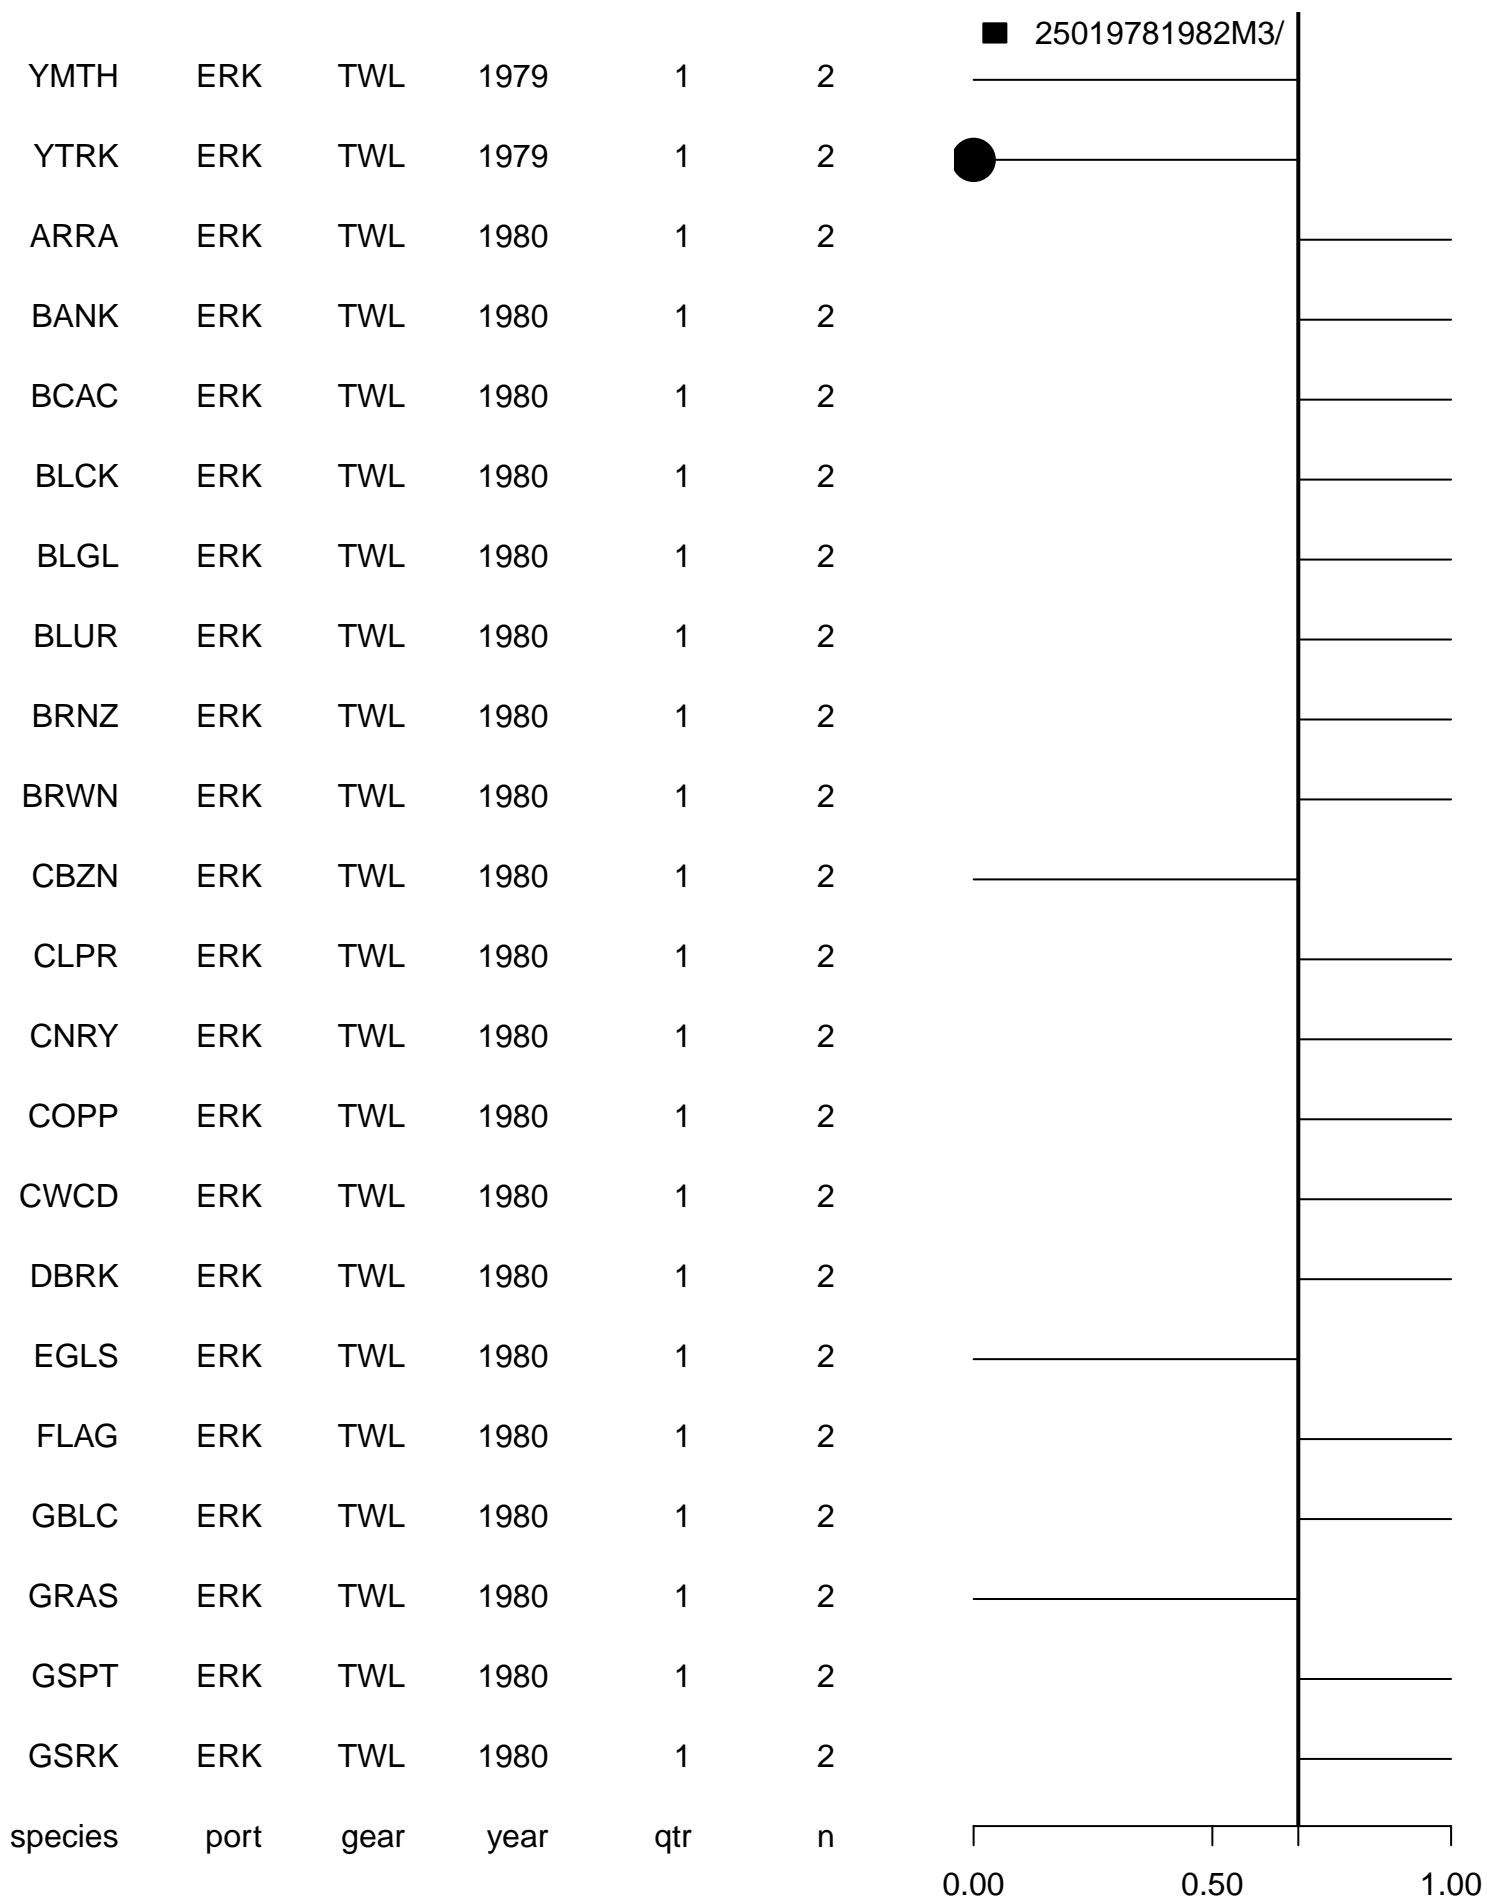 25019781982M3/
YMTH ERK TWL 1979 1 2
YTRK ERK TWL 1979 1 2
ARRA ERK TWL 1980 1 2
BANK ERK TWL 1980 1 2
BCAC ERK TWL 1980 1 2
BLCK ERK TWL 1980 1 2
BLGL ERK TWL 1980 1 2
BLUR ERK TWL 1980 1 2
BRNZ ERK TWL 1980 1 2
BRWN ERK TWL 1980 1 2
CBZN ERK TWL 1980 1 2
CLPR ERK TWL 1980 1 2
CNRY ERK TWL 1980 1 2
COPP ERK TWL 1980 1 2
CWCD ERK TWL 1980 1 2
DBRK ERK TWL 1980 1 2
EGLS ERK TWL 1980 1 2
FLAG ERK TWL 1980 1 2
GBLC ERK TWL 1980 1 2
GRAS ERK TWL 1980 1 2
GSPT ERK TWL 1980 1 2
GSRK ERK TWL 1980 1 2
species port gear year qtr n
0.00 0.50 1.00